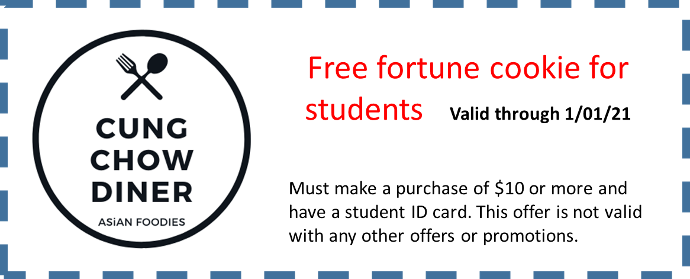 CUNG
CHOW
DINER
ASiAN FOODIES
Free fortune cookie for
students Valid through 1/01/21
Must make a purchase of $10 or more and
have a student ID card. This offer is not valid
with any other offers or promotions.